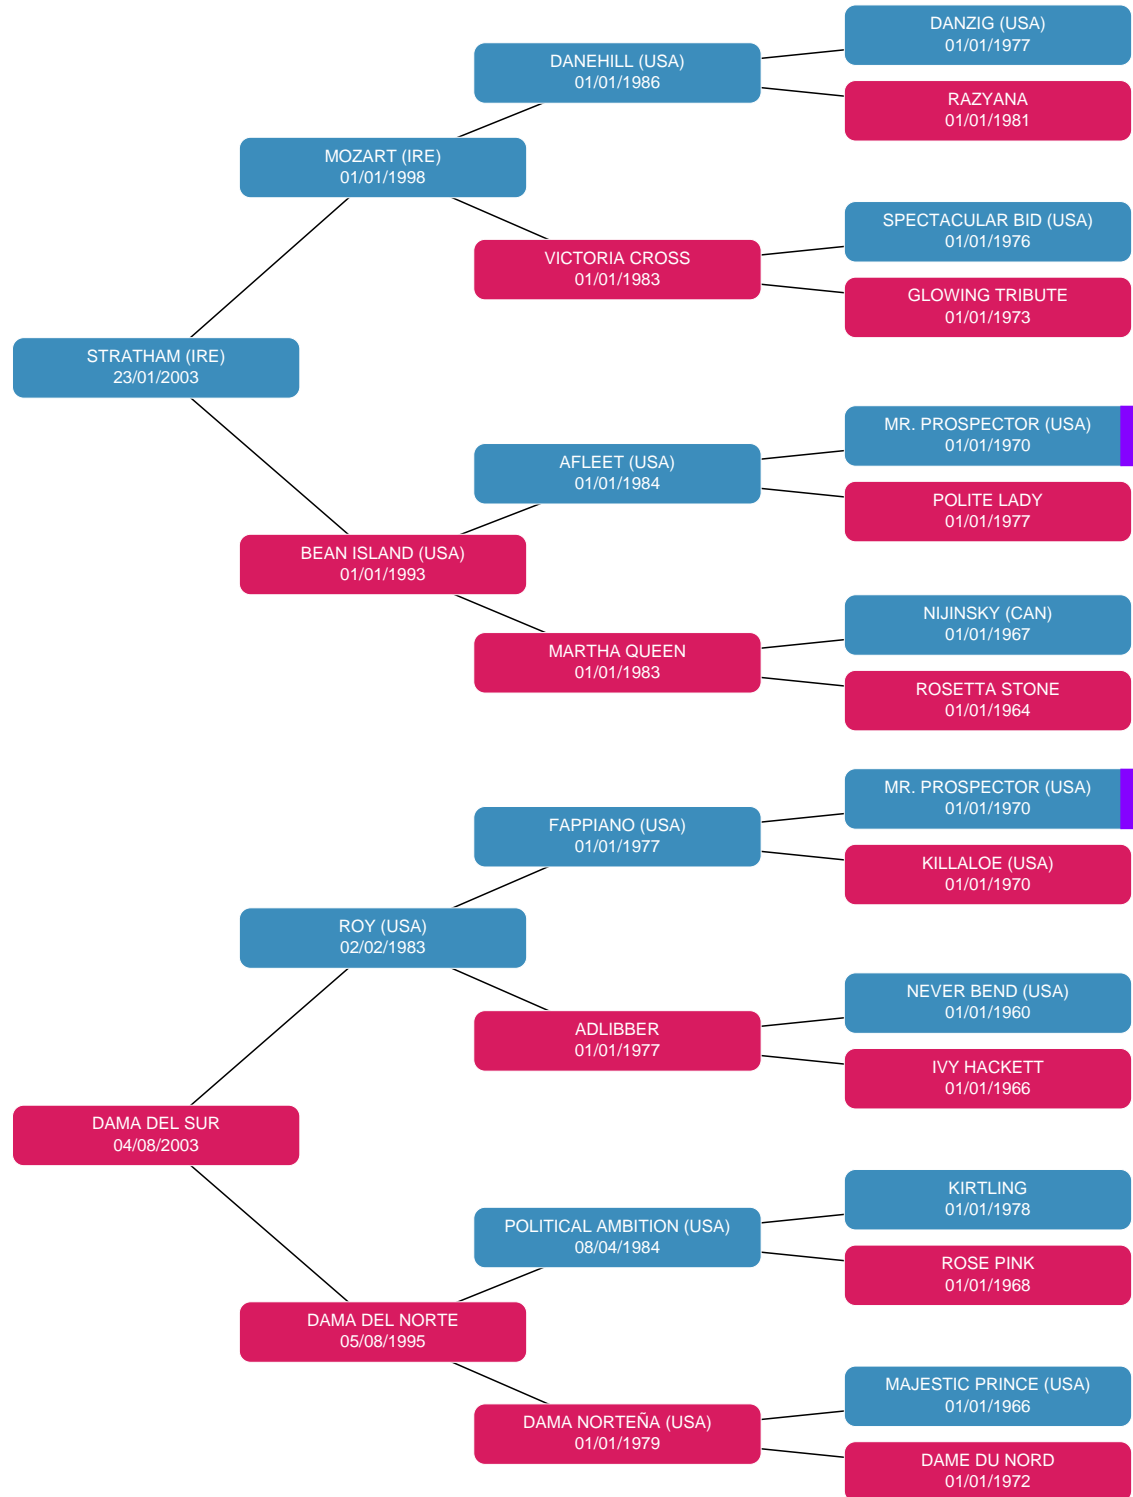 DANZIG (USA)
01/01/1977
DANEHILL (USA)
01/01/1986
RAZYANA
01/01/1981
MOZART (IRE)
01/01/1998
SPECTACULAR BID (USA)
01/01/1976
VICTORIA CROSS
01/01/1983
GLOWING TRIBUTE
01/01/1973
STRATHAM (IRE)
23/01/2003
MR. PROSPECTOR (USA)
01/01/1970
AFLEET (USA)
01/01/1984
POLITE LADY
01/01/1977
BEAN ISLAND (USA)
01/01/1993
NIJINSKY (CAN)
01/01/1967
MARTHA QUEEN
01/01/1983
ROSETTA STONE
01/01/1964
MR. PROSPECTOR (USA)
01/01/1970
FAPPIANO (USA)
01/01/1977
KILLALOE (USA)
01/01/1970
ROY (USA)
02/02/1983
NEVER BEND (USA)
01/01/1960
ADLIBBER
01/01/1977
IVY HACKETT
01/01/1966
DAMA DEL SUR
04/08/2003
KIRTLING
01/01/1978
POLITICAL AMBITION (USA)
08/04/1984
ROSE PINK
01/01/1968
DAMA DEL NORTE
05/08/1995
MAJESTIC PRINCE (USA)
01/01/1966
DAMA NORTEÑA (USA)
01/01/1979
DAME DU NORD
01/01/1972